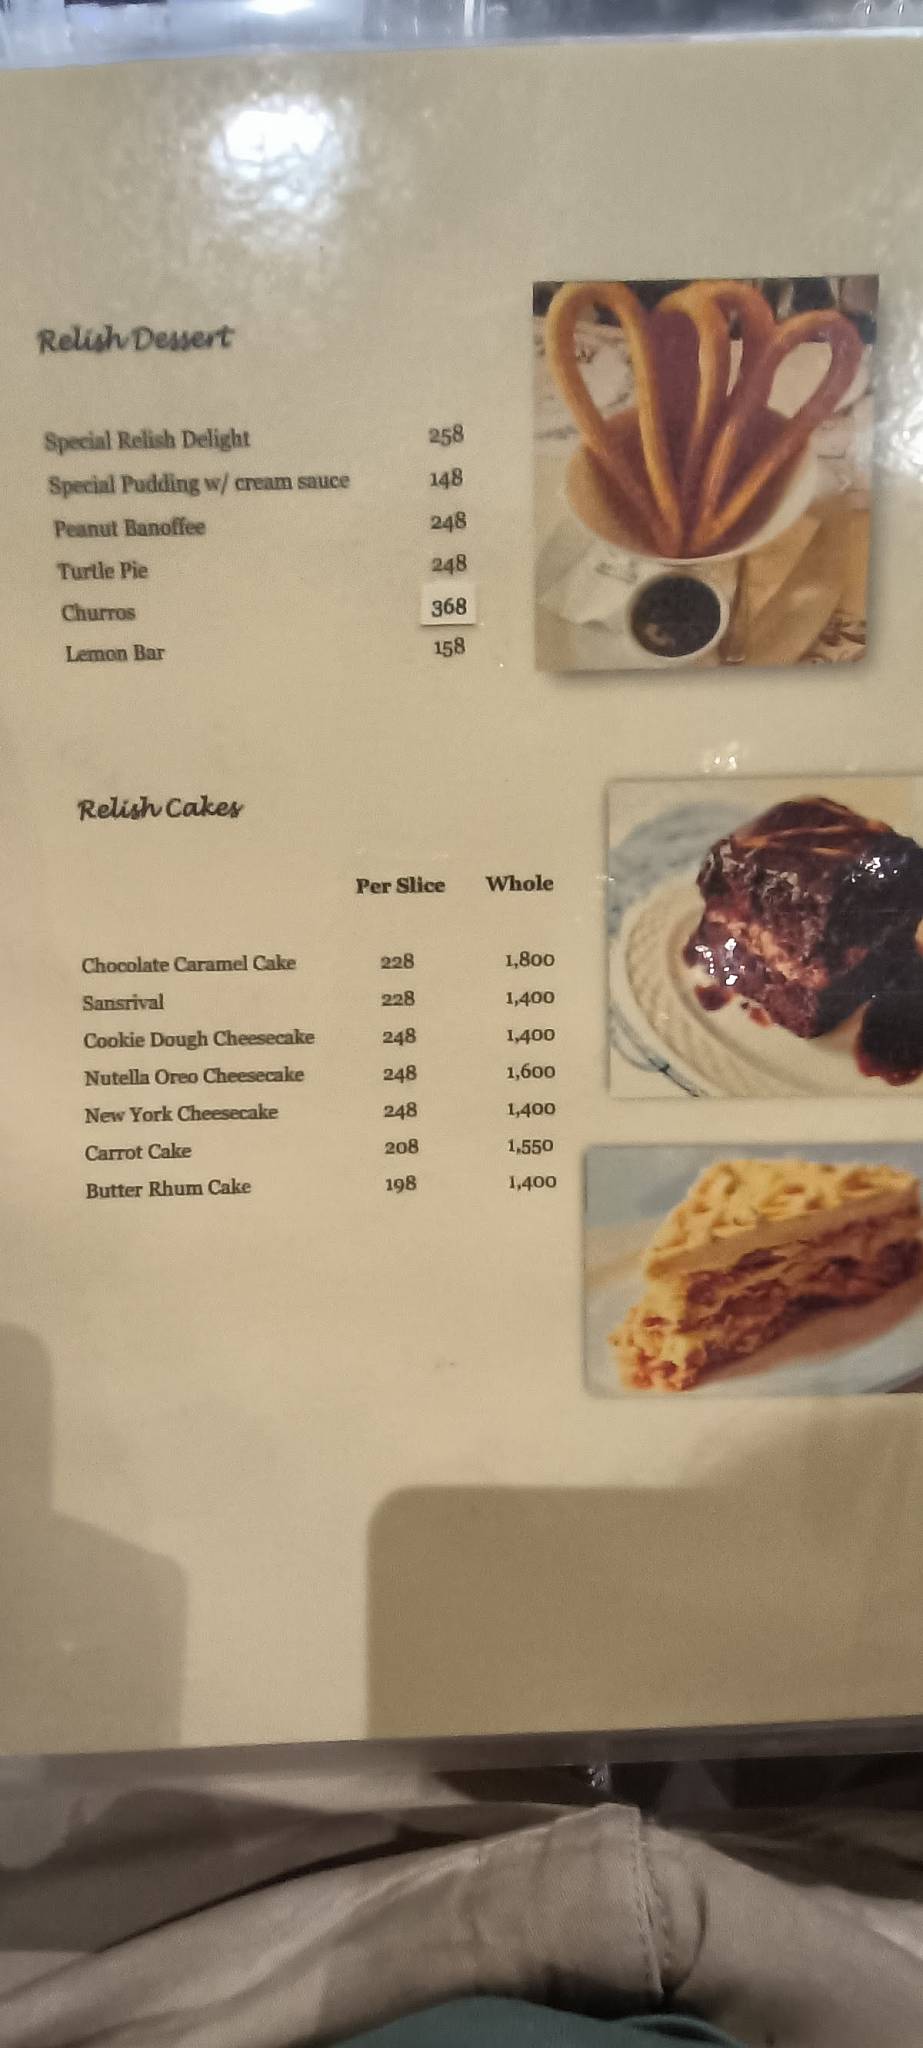 Relish Dessert
Special Relish Delight 258
Special Pudding w/ cream sauce 148
Peanut Banoffee 248
Turtle Pie 248
Churros 368
Lemon Bar 158
Relish Cakes
Per Slice Whole
Chocolate Caramel Cake 228 1,800
Sansrival 228 1,400
Cookie Dough Cheesecake 248 1,400
Nutella Oreo Cheesecake 248 1,600
New York Cheesecake 248 1,400
Carrot Cake 208 1,550
Butter Rhum Cake 198 1,400